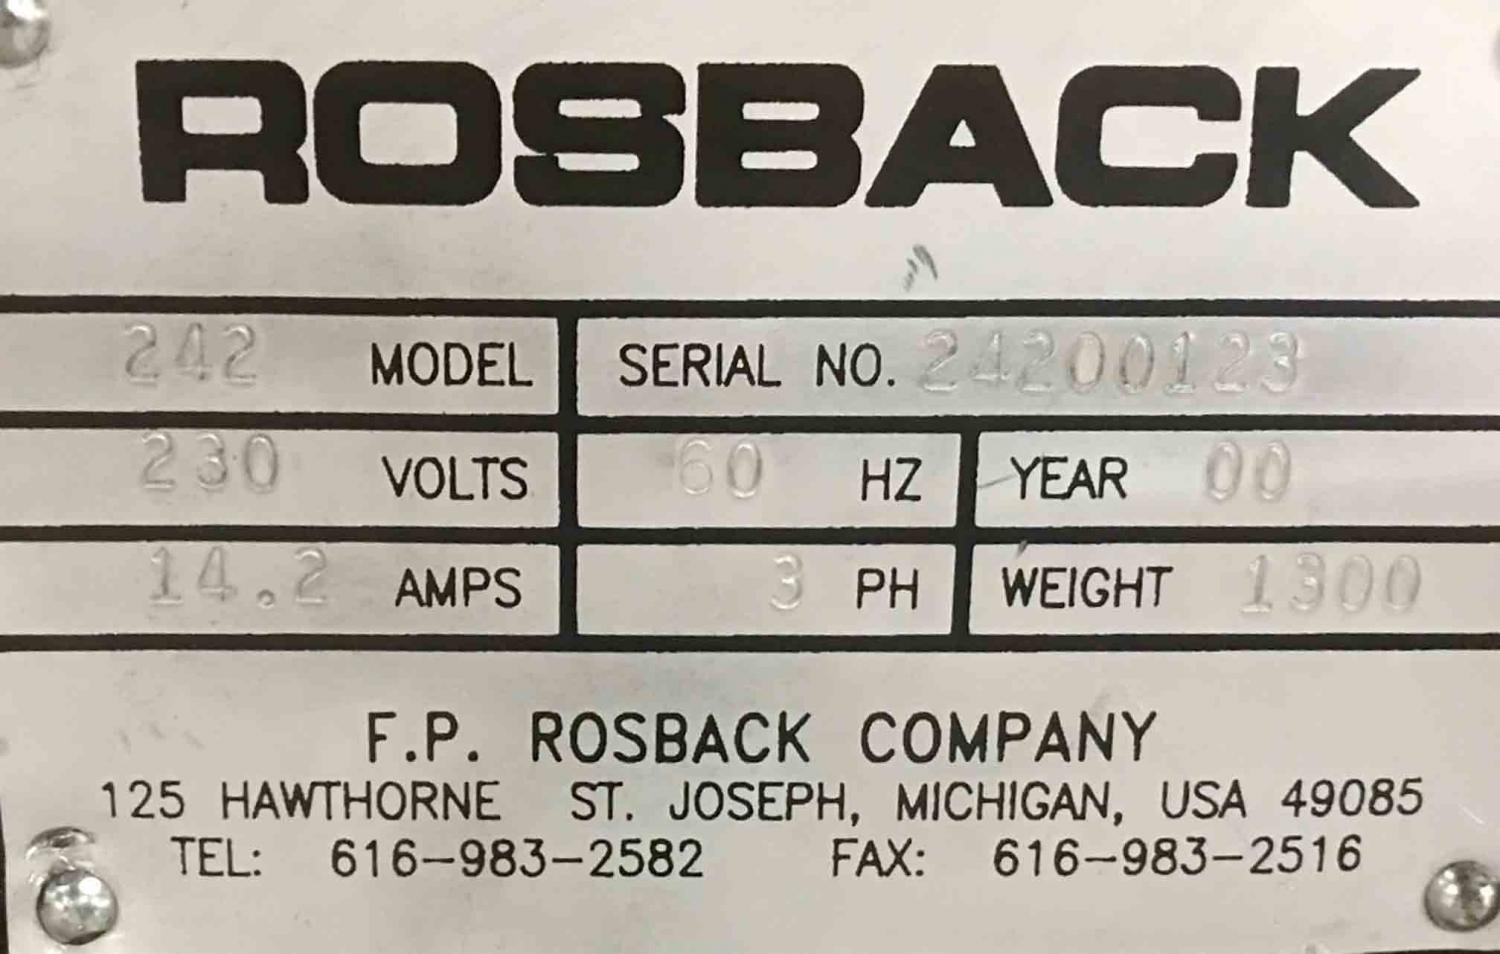 ROSBACK
242 MODEL SERIAL NO. 24200123
230 VOLTS 60 HZ YEAR 00
14.2 AMPS 3 PH WEIGHT 1300
F.P. ROSBACK COMPANY
125 HAWTHORNE ST. JOSEPH, MICHIGAN, USA 49085
TEL: 616-983-2582 FAX: 616-983-2516